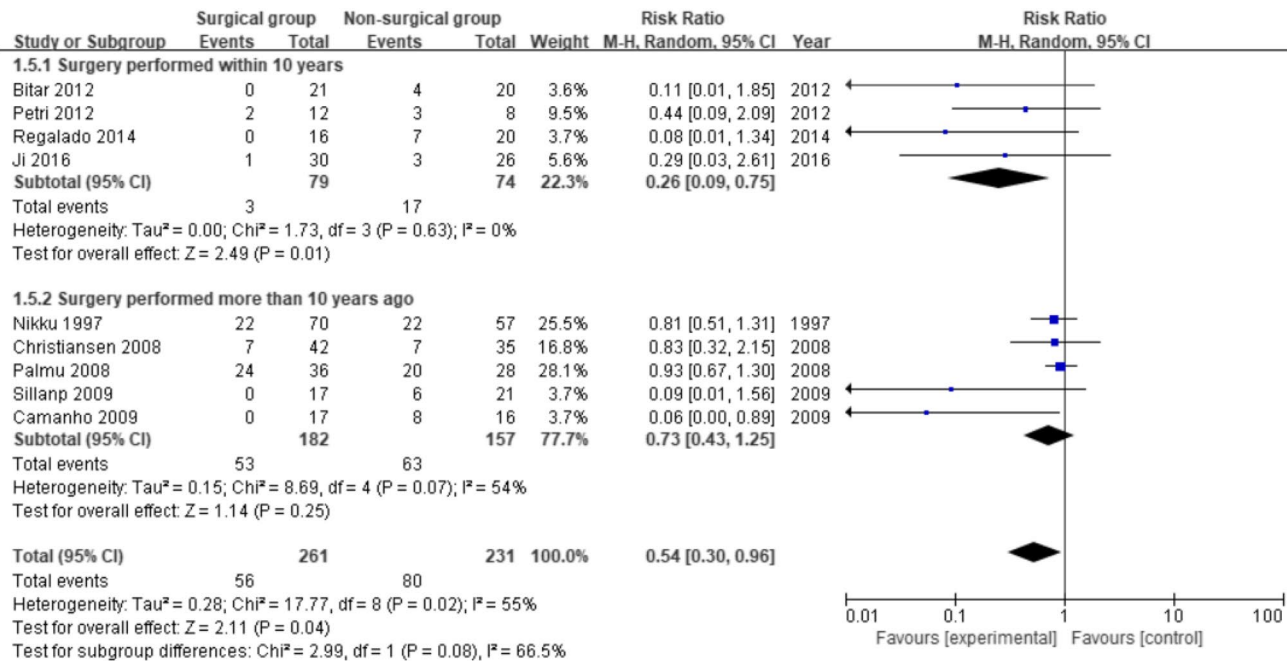 Surgical group Non-surgical group Risk Ratio Risk Ratio
Study or Subgroup Events Total Events Total Weight M-H, Random, 95% CI Year M-H, Random, 95% CI
1.5.1 Surgery performed within 10 years
Bitar 2012 0 21 4 20 3.6% 0.11 [0.01, 1.85] 2012
Petri 2012 2 12 3 8 9.5% 0.44 [0.09, 2.09] 2012
Regalado 2014 0 16 7 20 3.7% 0.08 [0.01, 1.34] 2014
Ji 2016 1 30 3 26 5.6% 0.29 [0.03, 2.61] 2016
Subtotal (95% CI) 79 74 22.3% 0.26 [0.09, 0.75]
Total events 3 17
Heterogeneity: Tau² = 0.00; Chi² = 1.73, df = 3 (P = 0.63); I² = 0%
Test for overall effect: Z = 2.49 (P = 0.01)
1.5.2 Surgery performed more than 10 years ago
Nikku 1997 22 70 22 57 25.5% 0.81 [0.51, 1.31] 1997
Christiansen 2008 7 42 7 35 16.8% 0.83 [0.32, 2.15] 2008
Palmu 2008 24 36 20 28 28.1% 0.93 [0.67, 1.30] 2008
Sillanp 2009 0 17 6 21 3.7% 0.09 [0.01, 1.56] 2009
Camanho 2009 0 17 8 16 3.7% 0.06 [0.00, 0.89] 2009
Subtotal (95% CI) 182 157 77.7% 0.73 [0.43, 1.25]
Total events 53 63
Heterogeneity: Tau² = 0.15; Chi² = 8.69, df = 4 (P = 0.07); I² = 54%
Test for overall effect: Z = 1.14 (P = 0.25)
Total (95% CI) 261 231 100.0% 0.54 [0.30, 0.96]
Total events 56 80
Heterogeneity: Tau² = 0.28; Chi² = 17.77, df = 8 (P = 0.02); I² = 55%
Test for overall effect: Z = 2.11 (P = 0.04)
Test for subgroup differences: Chi² = 2.99, df = 1 (P = 0.08), I² = 66.5%
0.01 0.1 1 10 100
Favours [experimental] Favours [control]